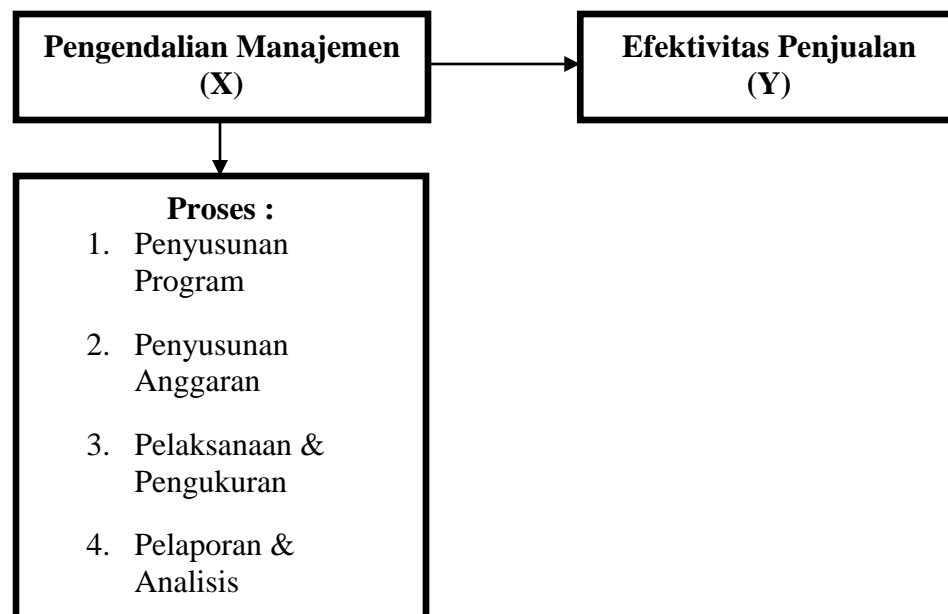 Pengendalian Manajemen
(X)
Efektivitas Penjualan
(Y)
Proses :
1. Penyusunan
Program
2. Penyusunan
Anggaran
3. Pelaksanaan &
Pengukuran
4. Pelaporan &
Analisis